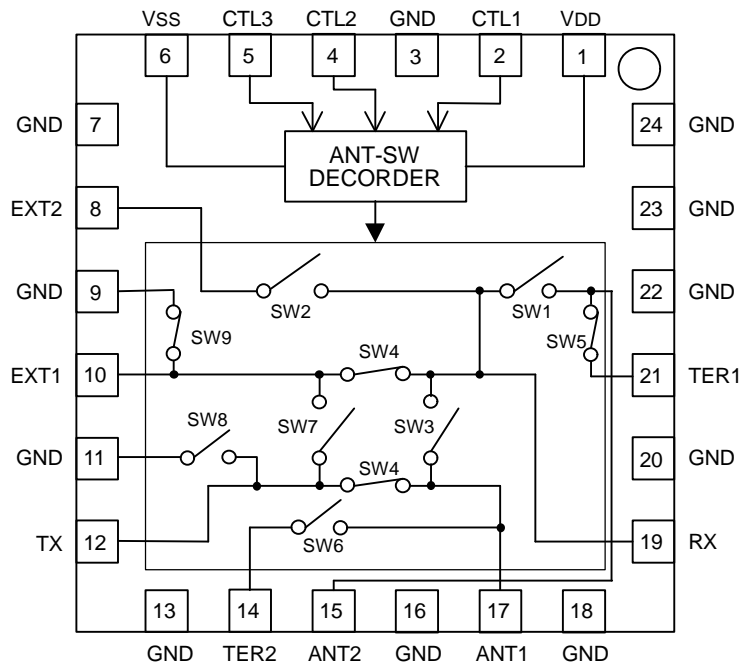 VSS CTL3 CTL2 GND CTL1 VDD
6 5 4 3 2 1
GND 7 24 GND
ANT-SW
DECORDER
EXT2 8 23 GND
GND 9 22 GND
SW2 SW1
SW9 SW5
SW4
EXT1 10 21 TER1
SW8 SW7 SW3
GND 11 20 GND
SW4
TX 12 19 RX
SW6
13 14 15 16 17 18
GND TER2 ANT2 GND ANT1 GND